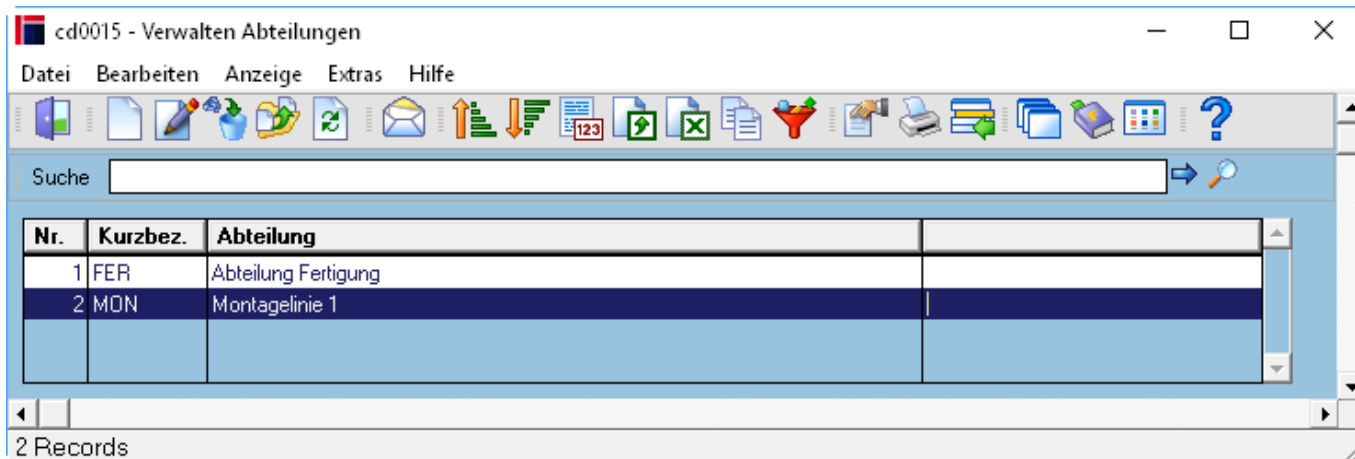 cd0015 - Verwalten Abteilungen
Datei Bearbeiten Anzeige Extras Hilfe
123
Suche
Nr. Kurzbez. Abteilung
1 FER Abteilung Fertigung
2 MON Montagelinie 1
2 Records